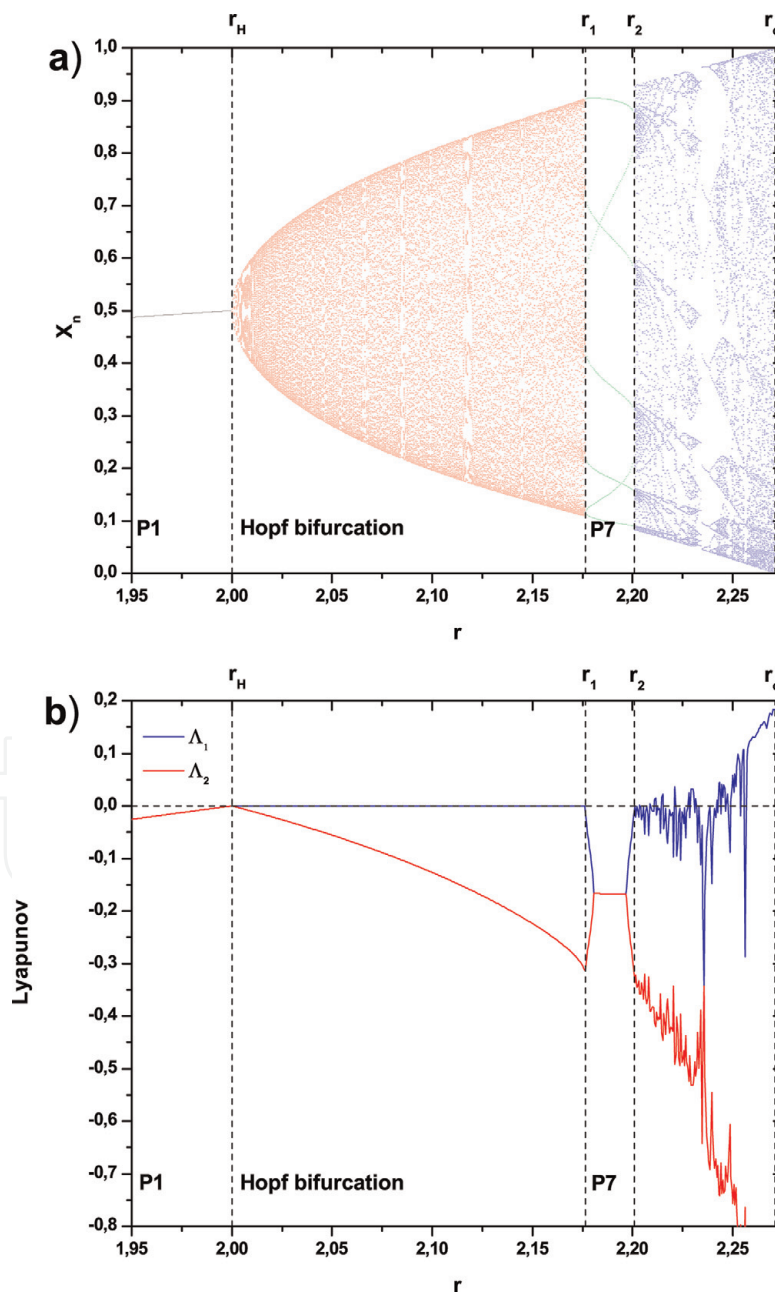 r_H r_1 r_2
a)
1,0
0,9
0,8
0,7
0,6
0,5
0,4
0,3
0,2
0,1
0,0
X_n
P1 Hopf bifurcation P7
1,95 2,00 2,05 2,10 2,15 2,20 2,25
r
r_H r_1 r_2
b)
0,2
0,1
0,0
-0,1
-0,2
-0,3
-0,4
-0,5
-0,6
-0,7
-0,8
Λ_1
Λ_2
Lyapunov
P1 Hopf bifurcation P7
1,95 2,00 2,05 2,10 2,15 2,20 2,25
r